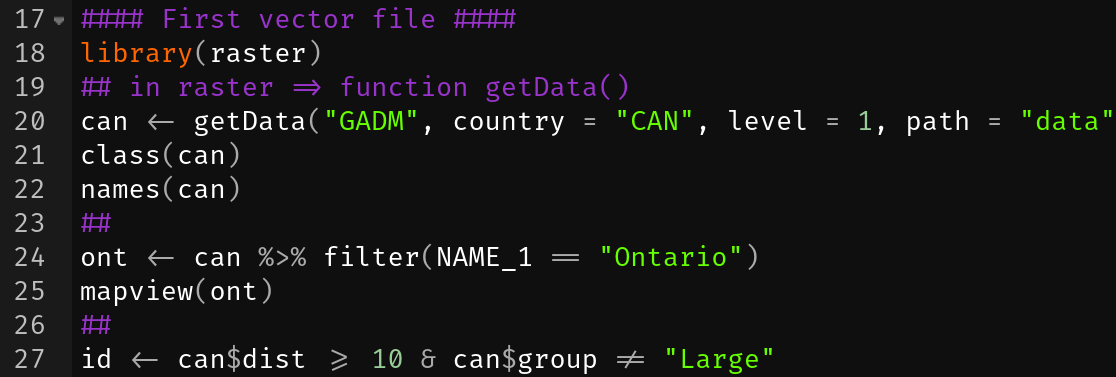 17 #### First vector file ####
18 library(raster)
19 ## in raster => function getData()
20 can <- getData("GADM", country = "CAN", level = 1, path = "data"
21 class(can)
22 names(can)
23 ##
24 ont <- can %>% filter(NAME_1 == "Ontario")
25 mapview(ont)
26 ##
27 id <- can$dist >= 10 & can$group != "Large"